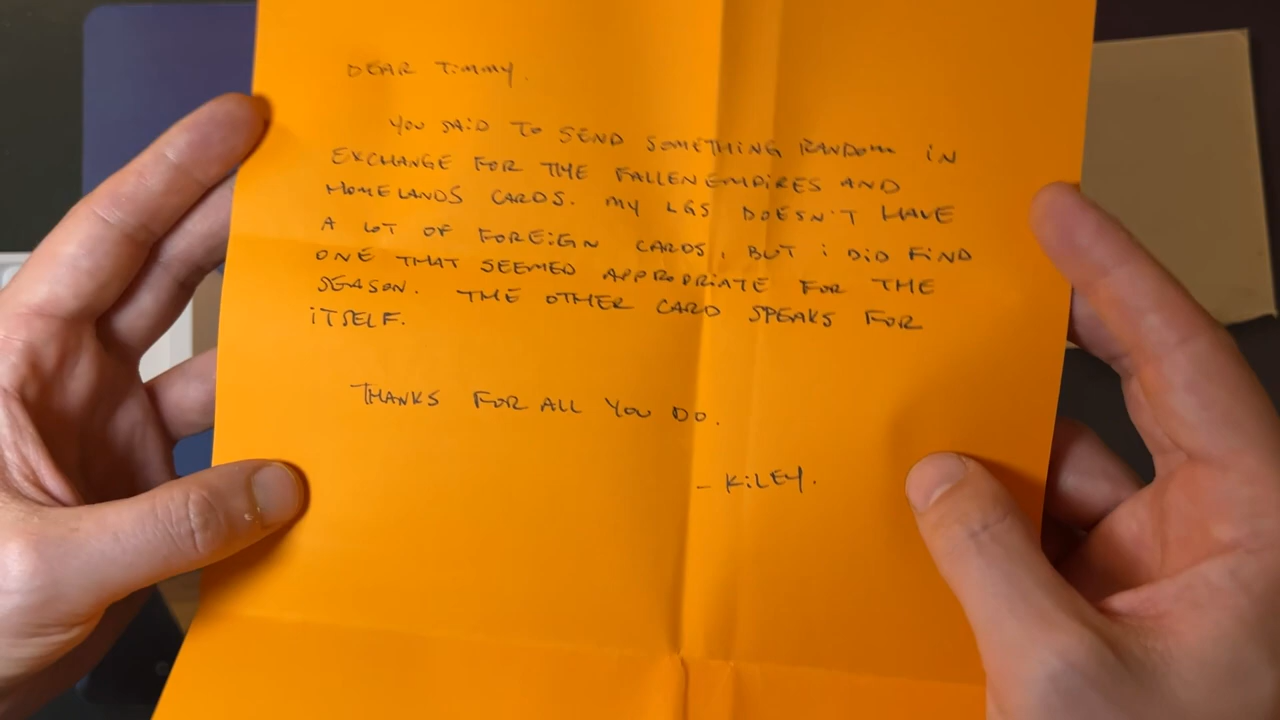 DEAR TIMMY.
YOU SAID TO SEND SOMETHING RANDOM IN
EXCHANGE FOR THE FALLEN EMPIRES AND
HOMELANDS CARDS. MY LGS DOESN'T HAVE
A LOT OF FOREIGN CARDS, BUT I DID FIND
ONE THAT SEEMED APPROPRIATE FOR THE
SEASON. THE OTHER CARD SPEAKS FOR
ITSELF.
THANKS FOR ALL YOU DO.
- KILEY.